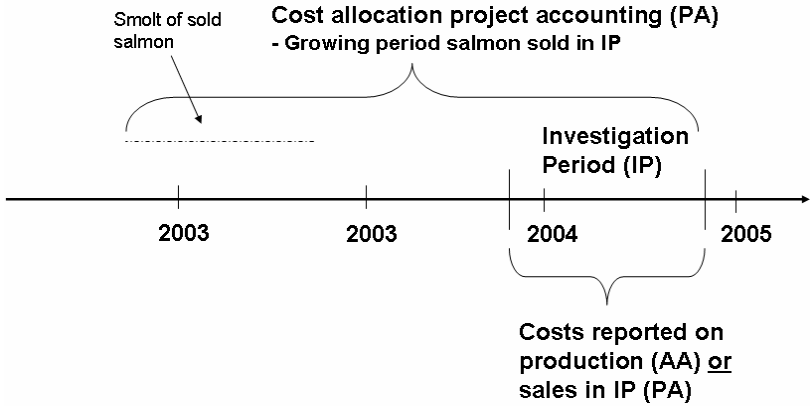 Smolt of sold
salmon
Cost allocation project accounting (PA)
- Growing period salmon sold in IP
Investigation
Period (IP)
2003
2003
2004
2005
Costs reported on
production (AA) or
sales in IP (PA)